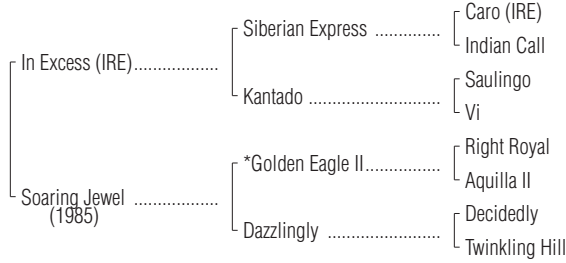 Caro (IRE)
Siberian Express ..............
Indian Call
In Excess (IRE)..................
Saulingo
Kantado ............................
Vi
Right Royal
*Golden Eagle II................
Aquilla II
Soaring Jewel ..................
(1985)
Decidedly
Dazzlingly ........................
Twinkling Hill